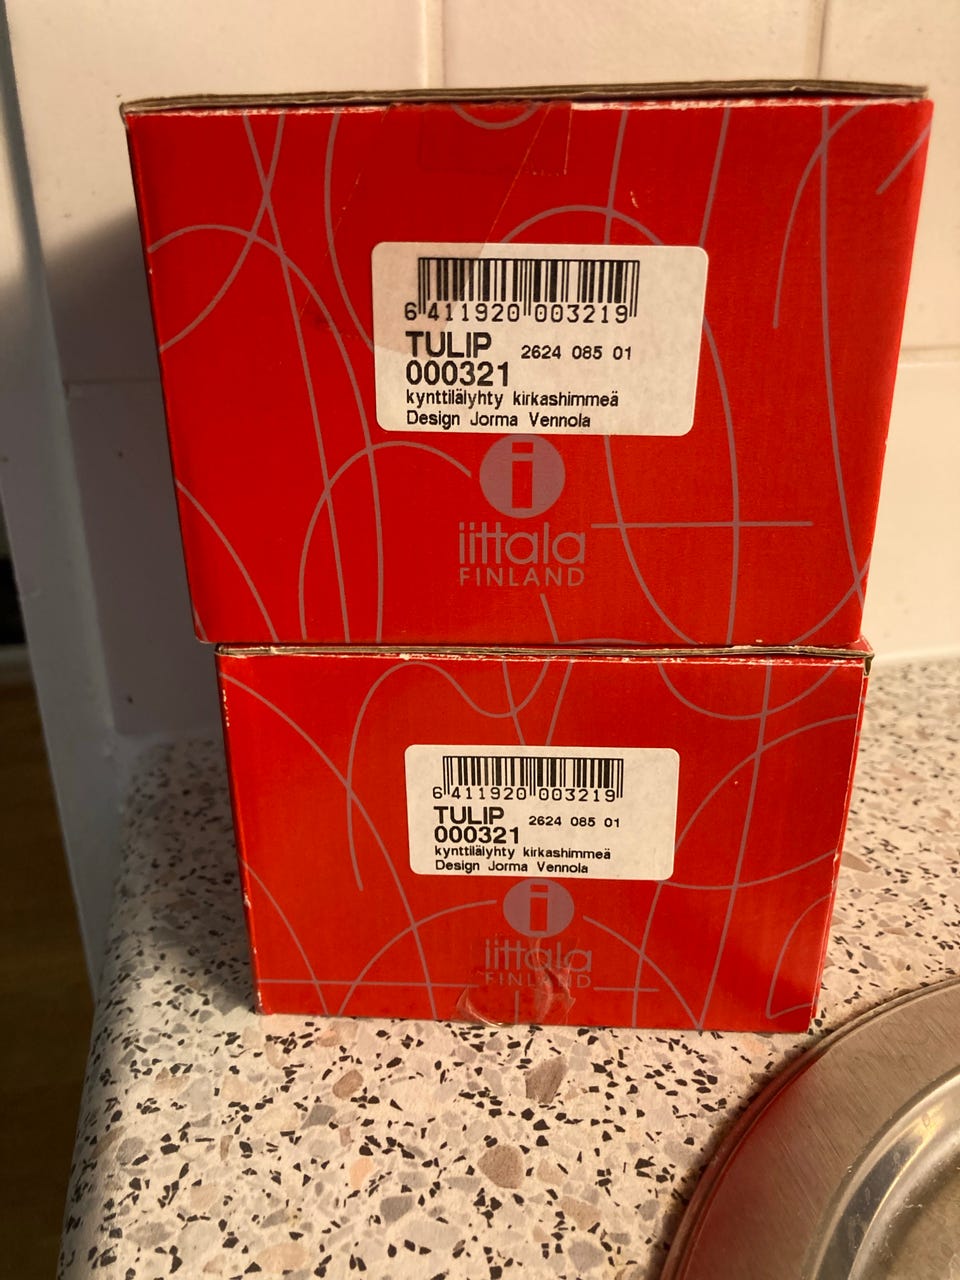 6 411920 003219
TULIP 2624 085 01
000321
kynttilälyhty kirkashimmeä
Design Jorma Vennola
i
iittala
FINLAND
6 411920 003219
TULIP 2624 085 01
000321
kynttilälyhty kirkashimmeä
Design Jorma Vennola
i
iittala
FINLAND